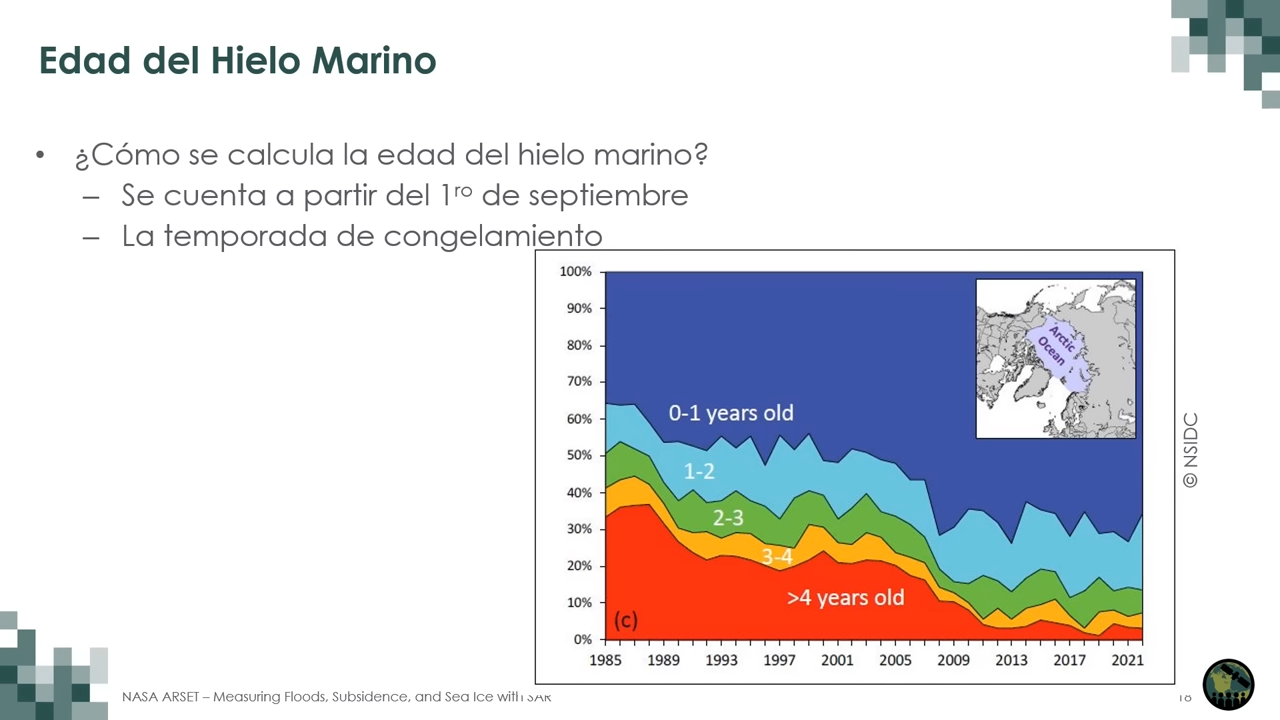 Edad del Hielo Marino
• ¿Cómo se calcula la edad del hielo marino?
– Se cuenta a partir del 1ro de septiembre
– La temporada de congelamiento
100%
90%
80%
70%
60%
50%
40%
30%
20%
10%
0%
Arctic
Ocean
0-1 years old
1-2
2-3
3-4
>4 years old
(c)
1985 1989 1993 1997 2001 2005 2009 2013 2017 2021
© NSIDC
NASA ARSET – Measuring Floods, Subsidence, and Sea Ice with SAR
18